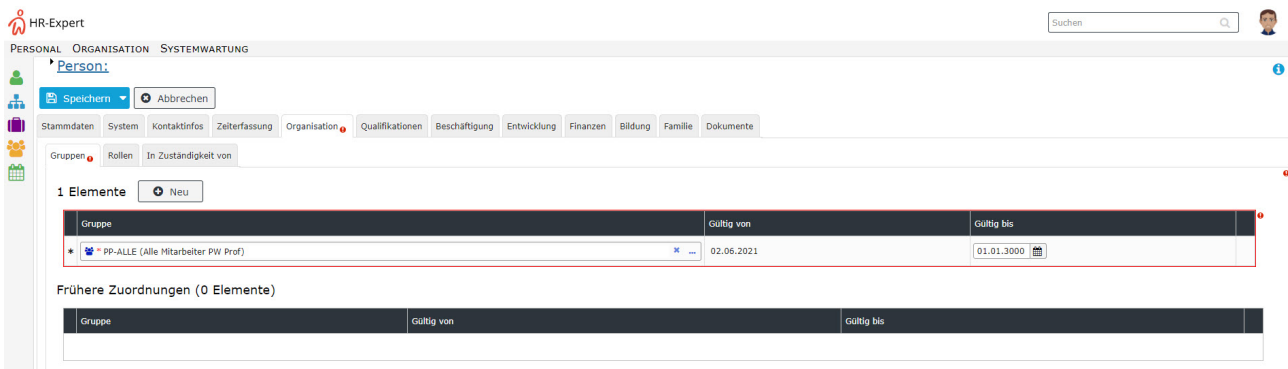 HR-Expert
Suchen
PERSONAL ORGANISATION SYSTEMWARTUNG
Person:
Speichern Abbrechen
Stammdaten System Kontaktinfos Zeiterfassung Organisation Qualifikationen Beschäftigung Entwicklung Finanzen Bildung Familie Dokumente
Gruppen Rollen In Zuständigkeit von
1 Elemente Neu
Gruppe Gültig von Gültig bis
* * PP-ALLE (Alle Mitarbeiter PW Prof) ... 02.06.2021 01.01.3000
Frühere Zuordnungen (0 Elemente)
Gruppe Gültig von Gültig bis